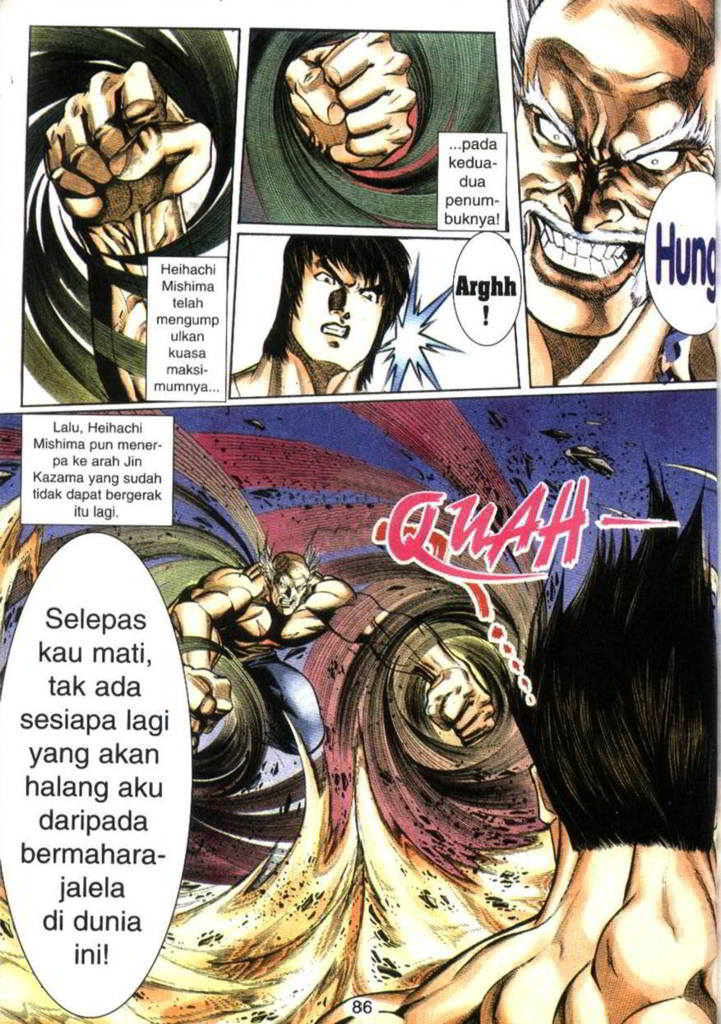 Heihachi
Mishima
telah
mengump
ulkan
kuasa
maksi-
mumnya...
...pada
kedua-
dua
penum-
buknya!
Arghh
!
Hung
Lalu, Heihachi
Mishima pun mener-
pa ke arah Jin
Kazama yang sudah
tidak dapat bergerak
itu lagi.
QUAH
Selepas
kau mati,
tak ada
sesiapa lagi
yang akan
halang aku
daripada
bermahara-
jalela
di dunia
ini!
86